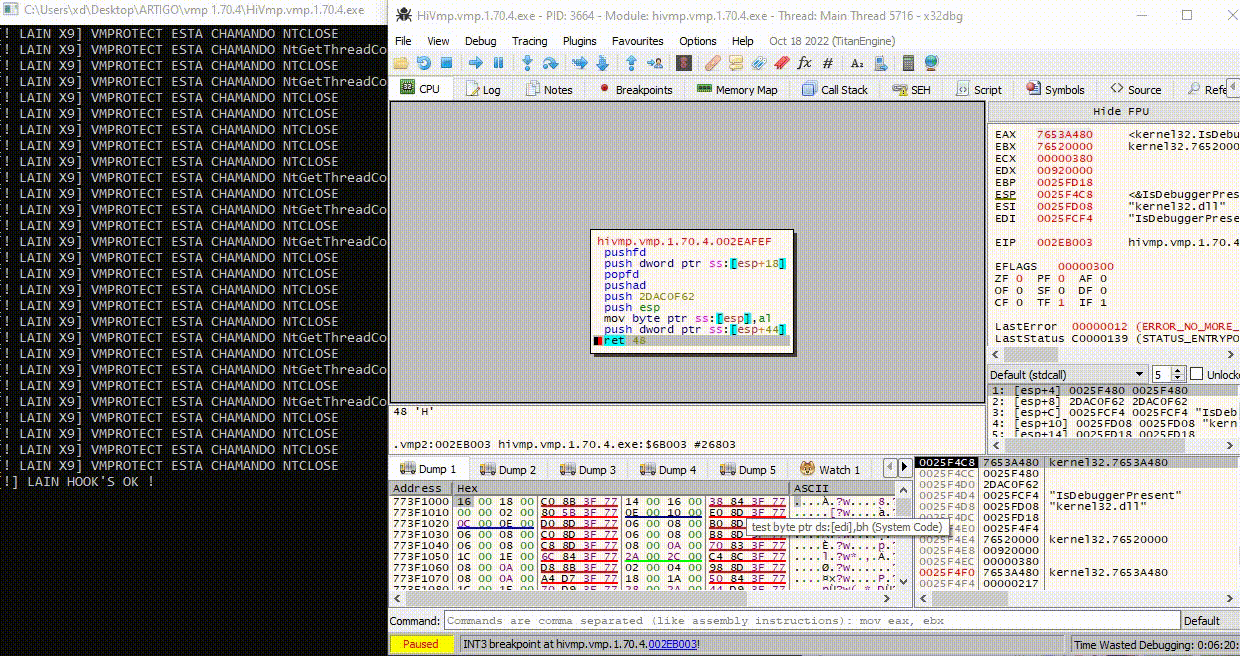 C:\Users\xd\Desktop\ARTIGO\vmp 1.70.4\HiVmp.vmp.1.70.4.exe
[! LAIN X9] VMPROTECT ESTA CHAMANDO NTCLOSE
[! LAIN X9] VMPROTECT ESTA CHAMANDO NtGetThreadCo
[! LAIN X9] VMPROTECT ESTA CHAMANDO NTCLOSE
[! LAIN X9] VMPROTECT ESTA CHAMANDO NtGetThreadCo
[! LAIN X9] VMPROTECT ESTA CHAMANDO NTCLOSE
[! LAIN X9] VMPROTECT ESTA CHAMANDO NTCLOSE
[! LAIN X9] VMPROTECT ESTA CHAMANDO NTCLOSE
[! LAIN X9] VMPROTECT ESTA CHAMANDO NTCLOSE
[! LAIN X9] VMPROTECT ESTA CHAMANDO NTCLOSE
[! LAIN X9] VMPROTECT ESTA CHAMANDO NtGetThreadCo
[! LAIN X9] VMPROTECT ESTA CHAMANDO NTCLOSE
[! LAIN X9] VMPROTECT ESTA CHAMANDO NtGetThreadCo
[! LAIN X9] VMPROTECT ESTA CHAMANDO NTCLOSE
[! LAIN X9] VMPROTECT ESTA CHAMANDO NtGetThreadCo
[! LAIN X9] VMPROTECT ESTA CHAMANDO NTCLOSE
[! LAIN X9] VMPROTECT ESTA CHAMANDO NtGetThreadCo
[! LAIN X9] VMPROTECT ESTA CHAMANDO NTCLOSE
[! LAIN X9] VMPROTECT ESTA CHAMANDO NtGetThreadCo
[! LAIN X9] VMPROTECT ESTA CHAMANDO NTCLOSE
[! LAIN X9] VMPROTECT ESTA CHAMANDO NtGetThreadCo
[! LAIN X9] VMPROTECT ESTA CHAMANDO NTCLOSE
[! LAIN X9] VMPROTECT ESTA CHAMANDO NtGetThreadCo
[! LAIN X9] VMPROTECT ESTA CHAMANDO NTCLOSE
[! LAIN X9] VMPROTECT ESTA CHAMANDO NtGetThreadCo
[! LAIN X9] VMPROTECT ESTA CHAMANDO NTCLOSE
[! LAIN X9] VMPROTECT ESTA CHAMANDO NTCLOSE
[! LAIN X9] VMPROTECT ESTA CHAMANDO NTCLOSE
[! LAIN X9] VMPROTECT ESTA CHAMANDO NTCLOSE
[!] LAIN HOOK'S OK !
HiVmp.vmp.1.70.4.exe - PID: 3664 - Module: hivmp.vmp.1.70.4.exe - Thread: Main Thread 5716 - x32dbg
File View Debug Tracing Plugins Favourites Options Help Oct 18 2022 (TitanEngine)
CPU Log Notes Breakpoints Memory Map Call Stack SEH Script Symbols Source Refe
hivmp.vmp.1.70.4.002EAFEF
pushfd
push dword ptr ss:[esp+18]
popfd
pushad
push 2DAC0F62
push esp
mov byte ptr ss:[esp],al
push dword ptr ss:[esp+44]
ret 48
48 'H'
.vmp2:002EB003 hivmp.vmp.1.70.4.exe:$6B003 #26803
Hide FPU
EAX 7653A480 <kernel32.IsDebu
EBX 76520000 kernel32.7652000
ECX 00000380
EDX 00920000
EBP 0025FD18
ESP 0025F4C8 <&IsDebuggerPres
ESI 0025FD08 "kernel32.dll"
EDI 0025FCF4 "IsDebuggerPrese
EIP 002EB003 hivmp.vmp.1.70.4
EFLAGS 00000300
ZF 0 PF 0 AF 0
OF 0 SF 0 DF 0
CF 0 TF 1 IF 1
LastError 00000012 (ERROR_NO_MORE_
LastStatus C0000139 (STATUS_ENTRYPO
Default (stdcall) 5 Unlocke
1: [esp+4] 0025F480 0025F480
2: [esp+8] 2DAC0F62 2DAC0F62
3: [esp+C] 0025FCF4 0025FCF4 "IsDeb
4: [esp+10] 0025FD08 0025FD08 "kern
5: [esp+14] 0025FD18 0025FD18
Dump 1 Dump 2 Dump 3 Dump 4 Dump 5 Watch 1
Address Hex ASCII
773F1000 16 00 18 00 C0 8B 3F 77 14 00 16 00 38 84 3F 77
773F1010 00 00 02 00 80 5B 3F 77 0E 00 10 00 E0 8D 3F 77
773F1020 0C 00 0E 00 D0 8D 3F 77 06 00 08 00 B0 8D
773F1030 06 00 08 00 C0 8D 3F 77 06 00 08 00 B8 8D
773F1040 06 00 08 00 C8 8D 3F 77 08 00 0A 00 70 83 3F 77
773F1050 1C 00 1E 00 6C 84 3F 77 2A 00 2C 00 C4 8C 3F 77
773F1060 08 00 0A 00 D8 8B 3F 77 02 00 04 00 98 8D 3F 77
773F1070 08 00 0A 00 A4 D7 3F 77 18 00 1A 00 50 84 3F 77
test byte ptr ds:[edi],bh (System Code)
0025F4C8 7653A480 kernel32.7653A480
0025F4CC 0025F480
0025F4D0 2DAC0F62
0025F4D4 0025FCF4 "IsDebuggerPresent"
0025F4D8 0025FD08 "kernel32.dll"
4DC 0025FD18
4E0 0025F4F4
0025F4E4 76520000 kernel32.76520000
0025F4E8 00920000
0025F4EC 00000380
0025F4F0 7653A480 kernel32.7653A480
0025F4F4 00000217
Command: Commands are comma separated (like assembly instructions): mov eax, ebx Default
Paused INT3 breakpoint at hivmp.vmp.1.70.4.002EB003! Time Wasted Debugging: 0:06:20: